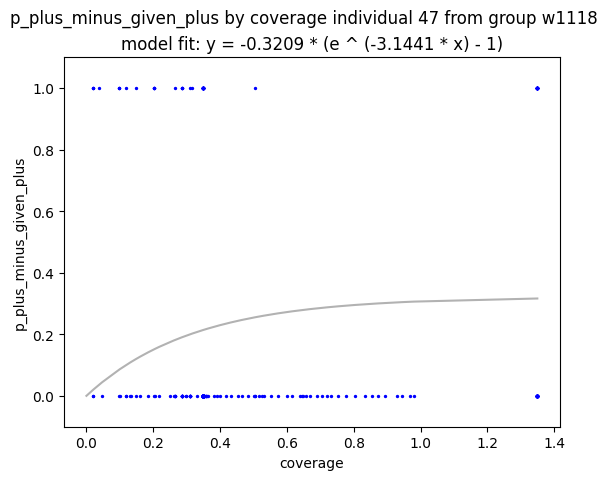 p_plus_minus_given_plus by coverage individual 47 from group w1118
model fit: y = -0.3209 * (e ^ (-3.1441 * x) - 1)
p_plus_minus_given_plus
1.0
0.8
0.6
0.4
0.2
0.0
0.0 0.2 0.4 0.6 0.8 1.0 1.2 1.4
coverage